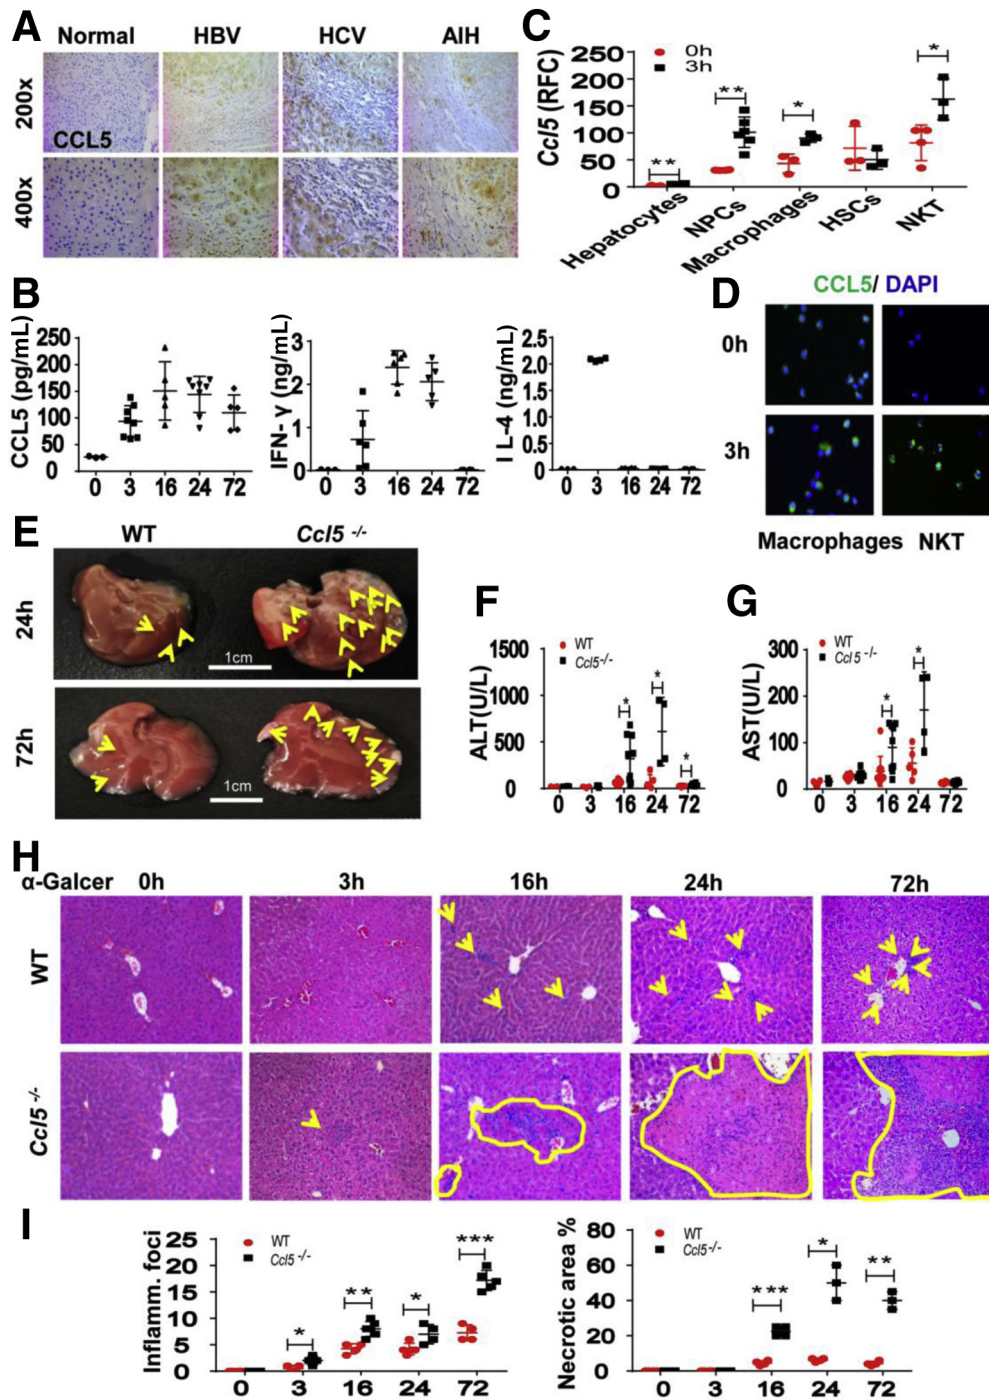 A
Normal HBV HCV AIH
200x
CCL5
400x
C
Ccl5 (RFC)
250
200
150
100
50
0
0h
3h
** ** * *
Hepatocytes NPCs Macrophages HSCs NKT
B
CCL5 (pg/mL)
250
200
150
100
50
0
0 3 16 24 72
IFN- γ (ng/mL)
3
2
1
0
0 3 16 24 72
I L-4 (ng/mL)
2.5
2.0
1.5
1.0
0.5
0.0
0 3 16 24 72
D
CCL5/ DAPI
0h
3h
Macrophages NKT
E
WT Ccl5 -/-
24h
1cm
72h
1cm
F
ALT(U/L)
1500
1000
500
0
WT
Ccl5-/-
* * *
0 3 16 24 72
G
AST(U/L)
300
200
100
0
WT
Ccl5 -/-
* *
0 3 16 24 72
H
α-Galcer 0h 3h 16h 24h 72h
WT
Ccl5 -/-
I
Inflamm. foci
25
20
15
10
5
0
WT
Ccl5 -/-
* ** * ***
0 3 16 24 72
Necrotic area %
80
60
40
20
0
WT
Ccl5-/-
*** * **
0 3 16 24 72